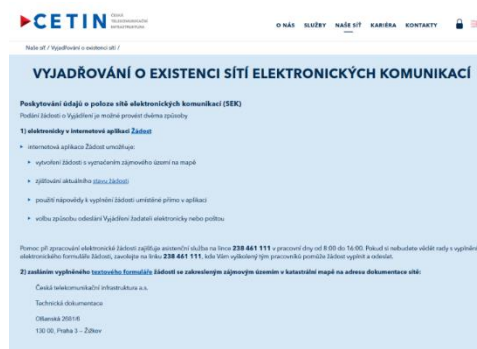 CETIN ČESKÁ TELEKOMUNIKAČNÍ INFRASTRUKTURA
O NÁS SLUŽBY NAŠE SÍŤ KARIÉRA KONTAKTY
Naše síť / Vyjadřování o existenci sítí /
VYJADŘOVÁNÍ O EXISTENCI SÍTÍ ELEKTRONICKÝCH KOMUNIKACÍ
Poskytování údajů o poloze sítě elektronických komunikací (SEK)
Podání žádosti o Vyjádření je možné provést dvěma způsoby
1) elektronicky v internetové aplikaci Žádost
internetová aplikace Žádost umožňuje:
vytvoření žádosti s vyznačením zájmového území na mapě
zjišťování aktuálního stavu žádosti
použití nápovědy k vyplnění žádosti umístěné přímo v aplikaci
volbu způsobu odeslání Vyjádření žadateli elektronicky nebo poštou
Pomoc při zpracování elektronické žádosti zajišťuje asistenční služba na lince 238 461 111 v pracovní dny od 8:00 do 16:00. Pokud si nebudete vědět rady s vyplnění
elektronického formuláře žádosti, zavolejte na linku 238 461 111, kde Vám vyškolený tým pracovníků pomůže žádost vyplnit a odeslat.
2) zasláním vyplněného textového formuláře žádosti se zakresleným zájmovým územím v katastrální mapě na adresu dokumentace sítě:
Česká telekomunikační infrastruktura a.s.
Technická dokumentace
Olšanská 2681/6
130 00, Praha 3 – Žižkov